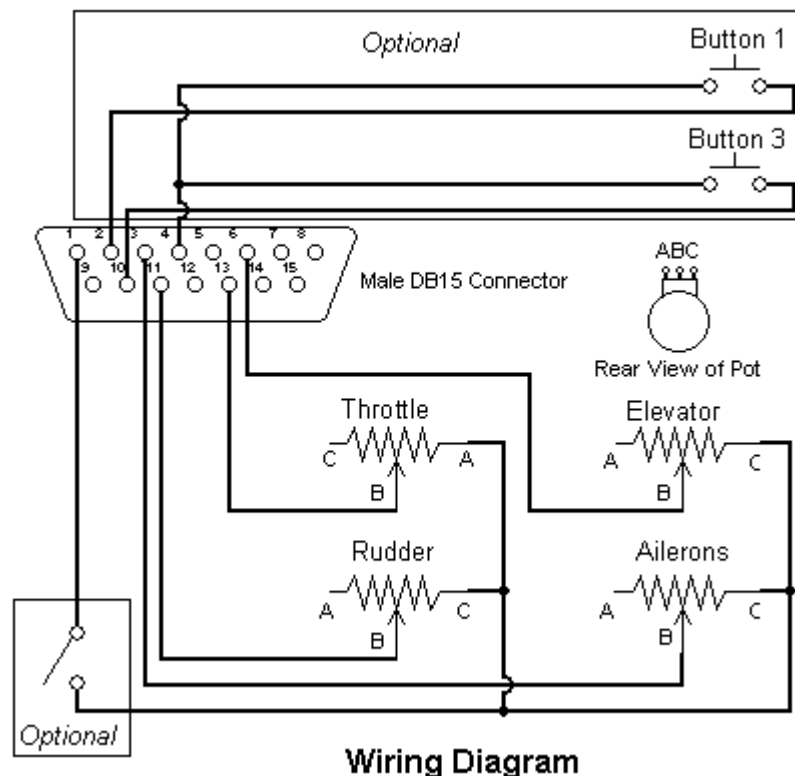 Optional
Button 1
Button 3
1 2 3 4 5 6 7 8
9 10 11 12 13 14 15
Male DB15 Connector
ABC
Rear View of Pot
Throttle
C A
B
Elevator
A C
B
Rudder
A C
B
Ailerons
A C
B
Optional
Wiring Diagram